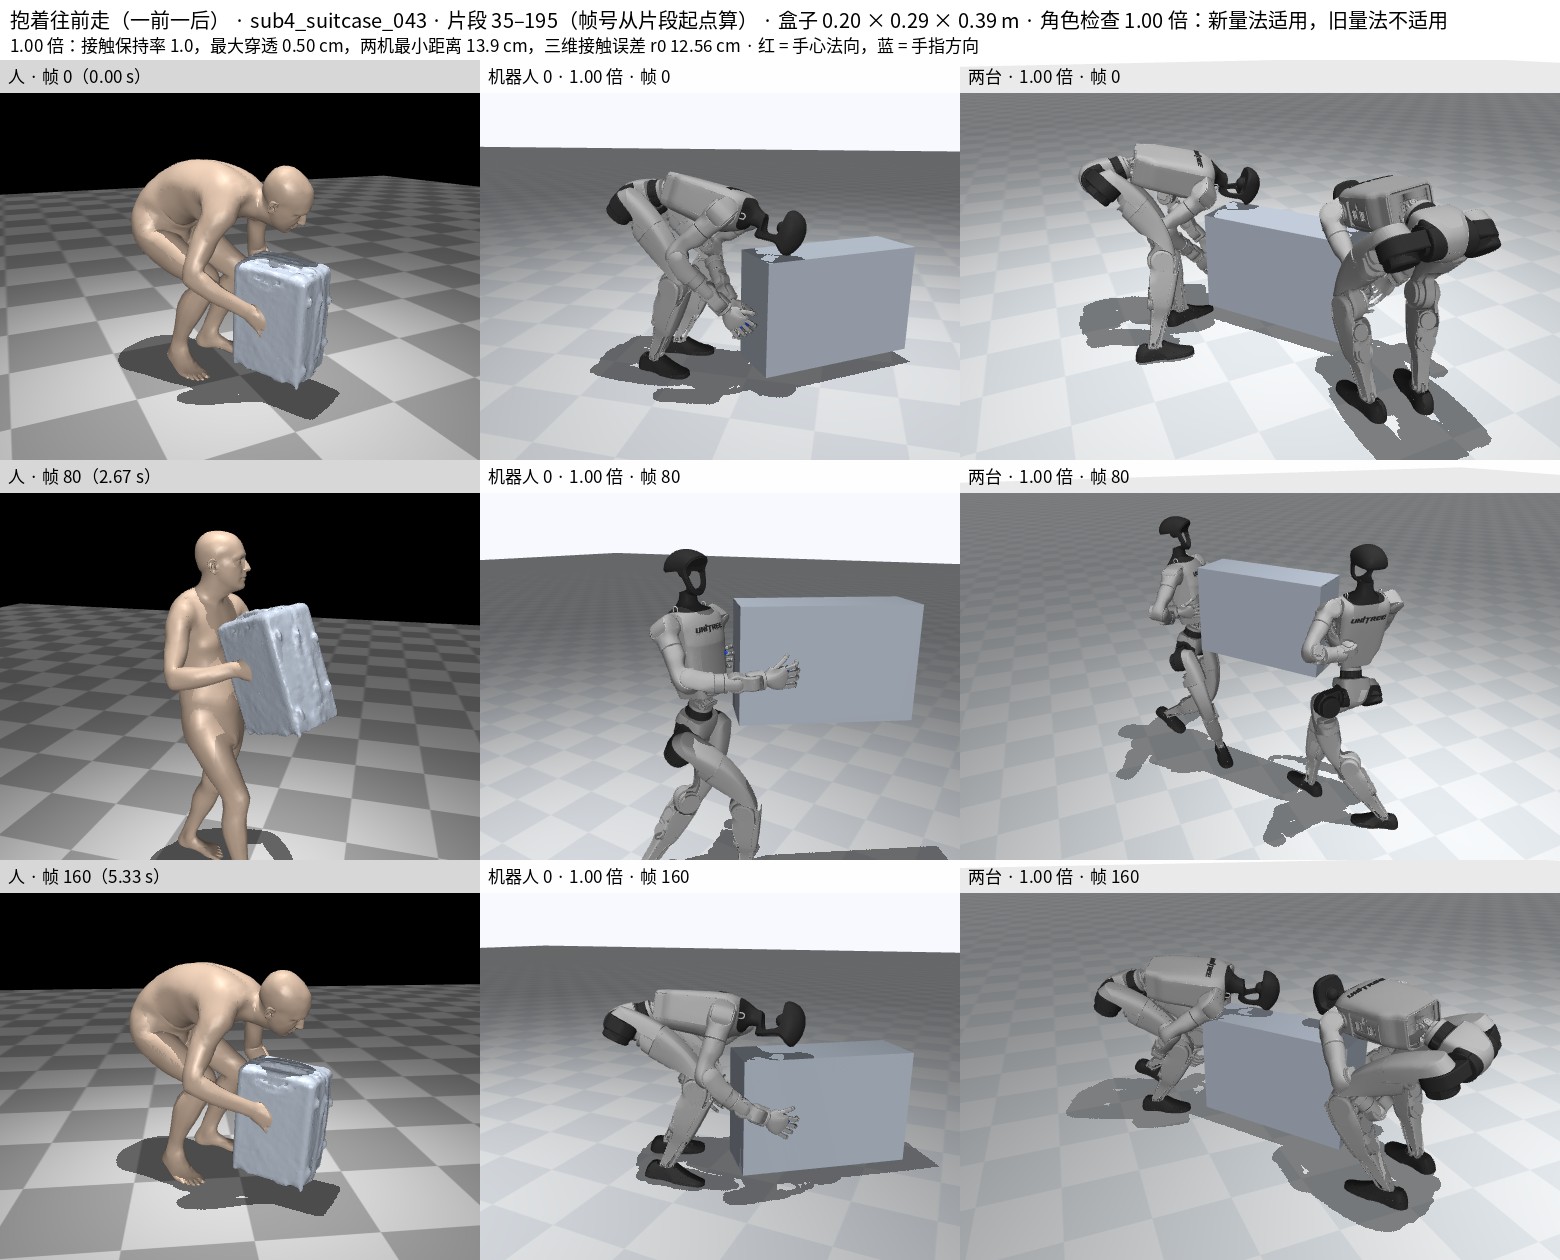 抱着往前走（一前一后） · sub4_suitcase_043 · 片段 35–195（帧号从片段起点算） · 盒子 0.20 × 0.29 × 0.39 m · 角色检查 1.00 倍：新量法适用，旧量法不适用
1.00 倍：接触保持率 1.0，最大穿透 0.50 cm，两机最小距离 13.9 cm，三维接触误差 r0 12.56 cm · 红 = 手心法向，蓝 = 手指方向
人 · 帧 0（0.00 s）
机器人 0 · 1.00 倍 · 帧 0
两台 · 1.00 倍 · 帧 0
人 · 帧 80（2.67 s）
机器人 0 · 1.00 倍 · 帧 80
两台 · 1.00 倍 · 帧 80
UNITREE
UNITREE
人 · 帧 160（5.33 s）
机器人 0 · 1.00 倍 · 帧 160
两台 · 1.00 倍 · 帧 160